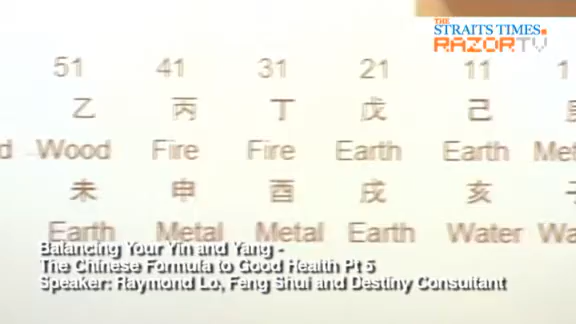 THE
STRAITS TIMES
RAZORTV
51 41 31 21 11 1
乙 丙 丁 戊 己
Wood Fire Fire Earth Earth
未 申 酉 戌 亥
Earth Metal Metal Earth Water
Balancing Your Yin and Yang -
The Chinese Formula to Good Health Pt 5
Speaker: Raymond Lo, Feng Shui and Destiny Consultant